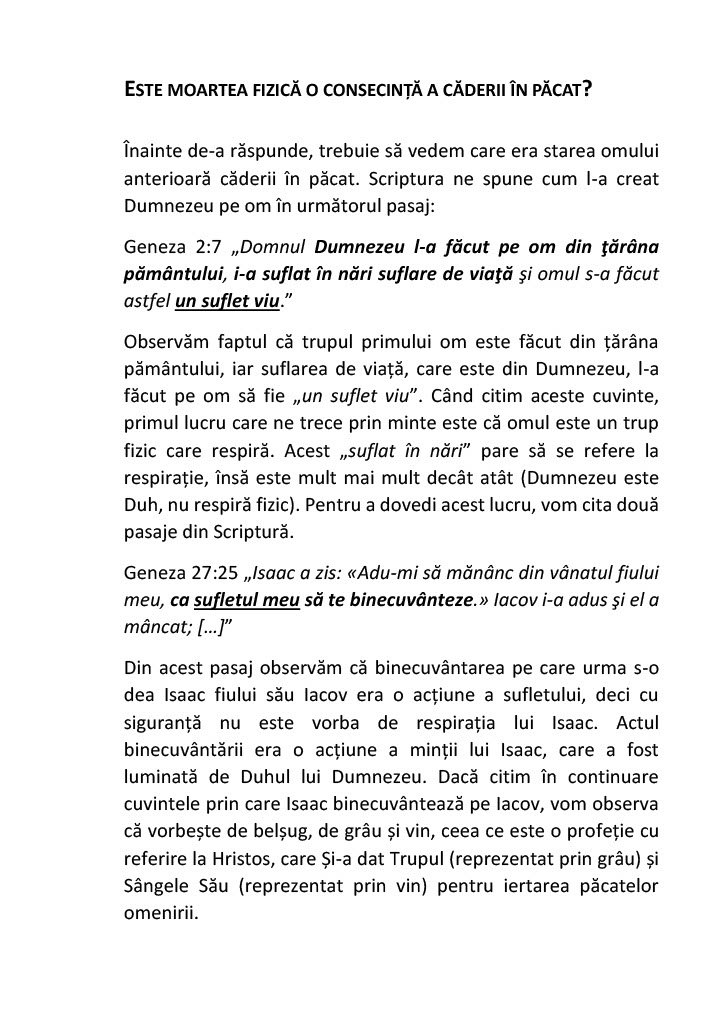 ESTE MOARTEA FIZICĂ O CONSECINȚĂ A CĂDERII ÎN PĂCAT?
Înainte de-a răspunde, trebuie să vedem care era starea omului
anterioară căderii în păcat. Scriptura ne spune cum l-a creat
Dumnezeu pe om în următorul pasaj:
Geneza 2:7 „Domnul Dumnezeu l-a făcut pe om din ţărâna
pământului, i-a suflat în nări suflare de viaţă şi omul s-a făcut
astfel un suflet viu.”
Observăm faptul că trupul primului om este făcut din țărâna
pământului, iar suflarea de viață, care este din Dumnezeu, l-a
făcut pe om să fie „un suflet viu”. Când citim aceste cuvinte,
primul lucru care ne trece prin minte este că omul este un trup
fizic care respiră. Acest „suflat în nări” pare să se refere la
respirație, însă este mult mai mult decât atât (Dumnezeu este
Duh, nu respiră fizic). Pentru a dovedi acest lucru, vom cita două
pasaje din Scriptură.
Geneza 27:25 „Isaac a zis: «Adu-mi să mănânc din vânatul fiului
meu, ca sufletul meu să te binecuvânteze.» Iacov i-a adus şi el a
mâncat; […]”
Din acest pasaj observăm că binecuvântarea pe care urma s-o
dea Isaac fiului său Iacov era o acțiune a sufletului, deci cu
siguranță nu este vorba de respirația lui Isaac. Actul
binecuvântării era o acțiune a minții lui Isaac, care a fost
luminată de Duhul lui Dumnezeu. Dacă citim în continuare
cuvintele prin care Isaac binecuvântează pe Iacov, vom observa
că vorbește de belșug, de grâu și vin, ceea ce este o profeție cu
referire la Hristos, care Și-a dat Trupul (reprezentat prin grâu) și
Sângele Său (reprezentat prin vin) pentru iertarea păcatelor
omenirii.